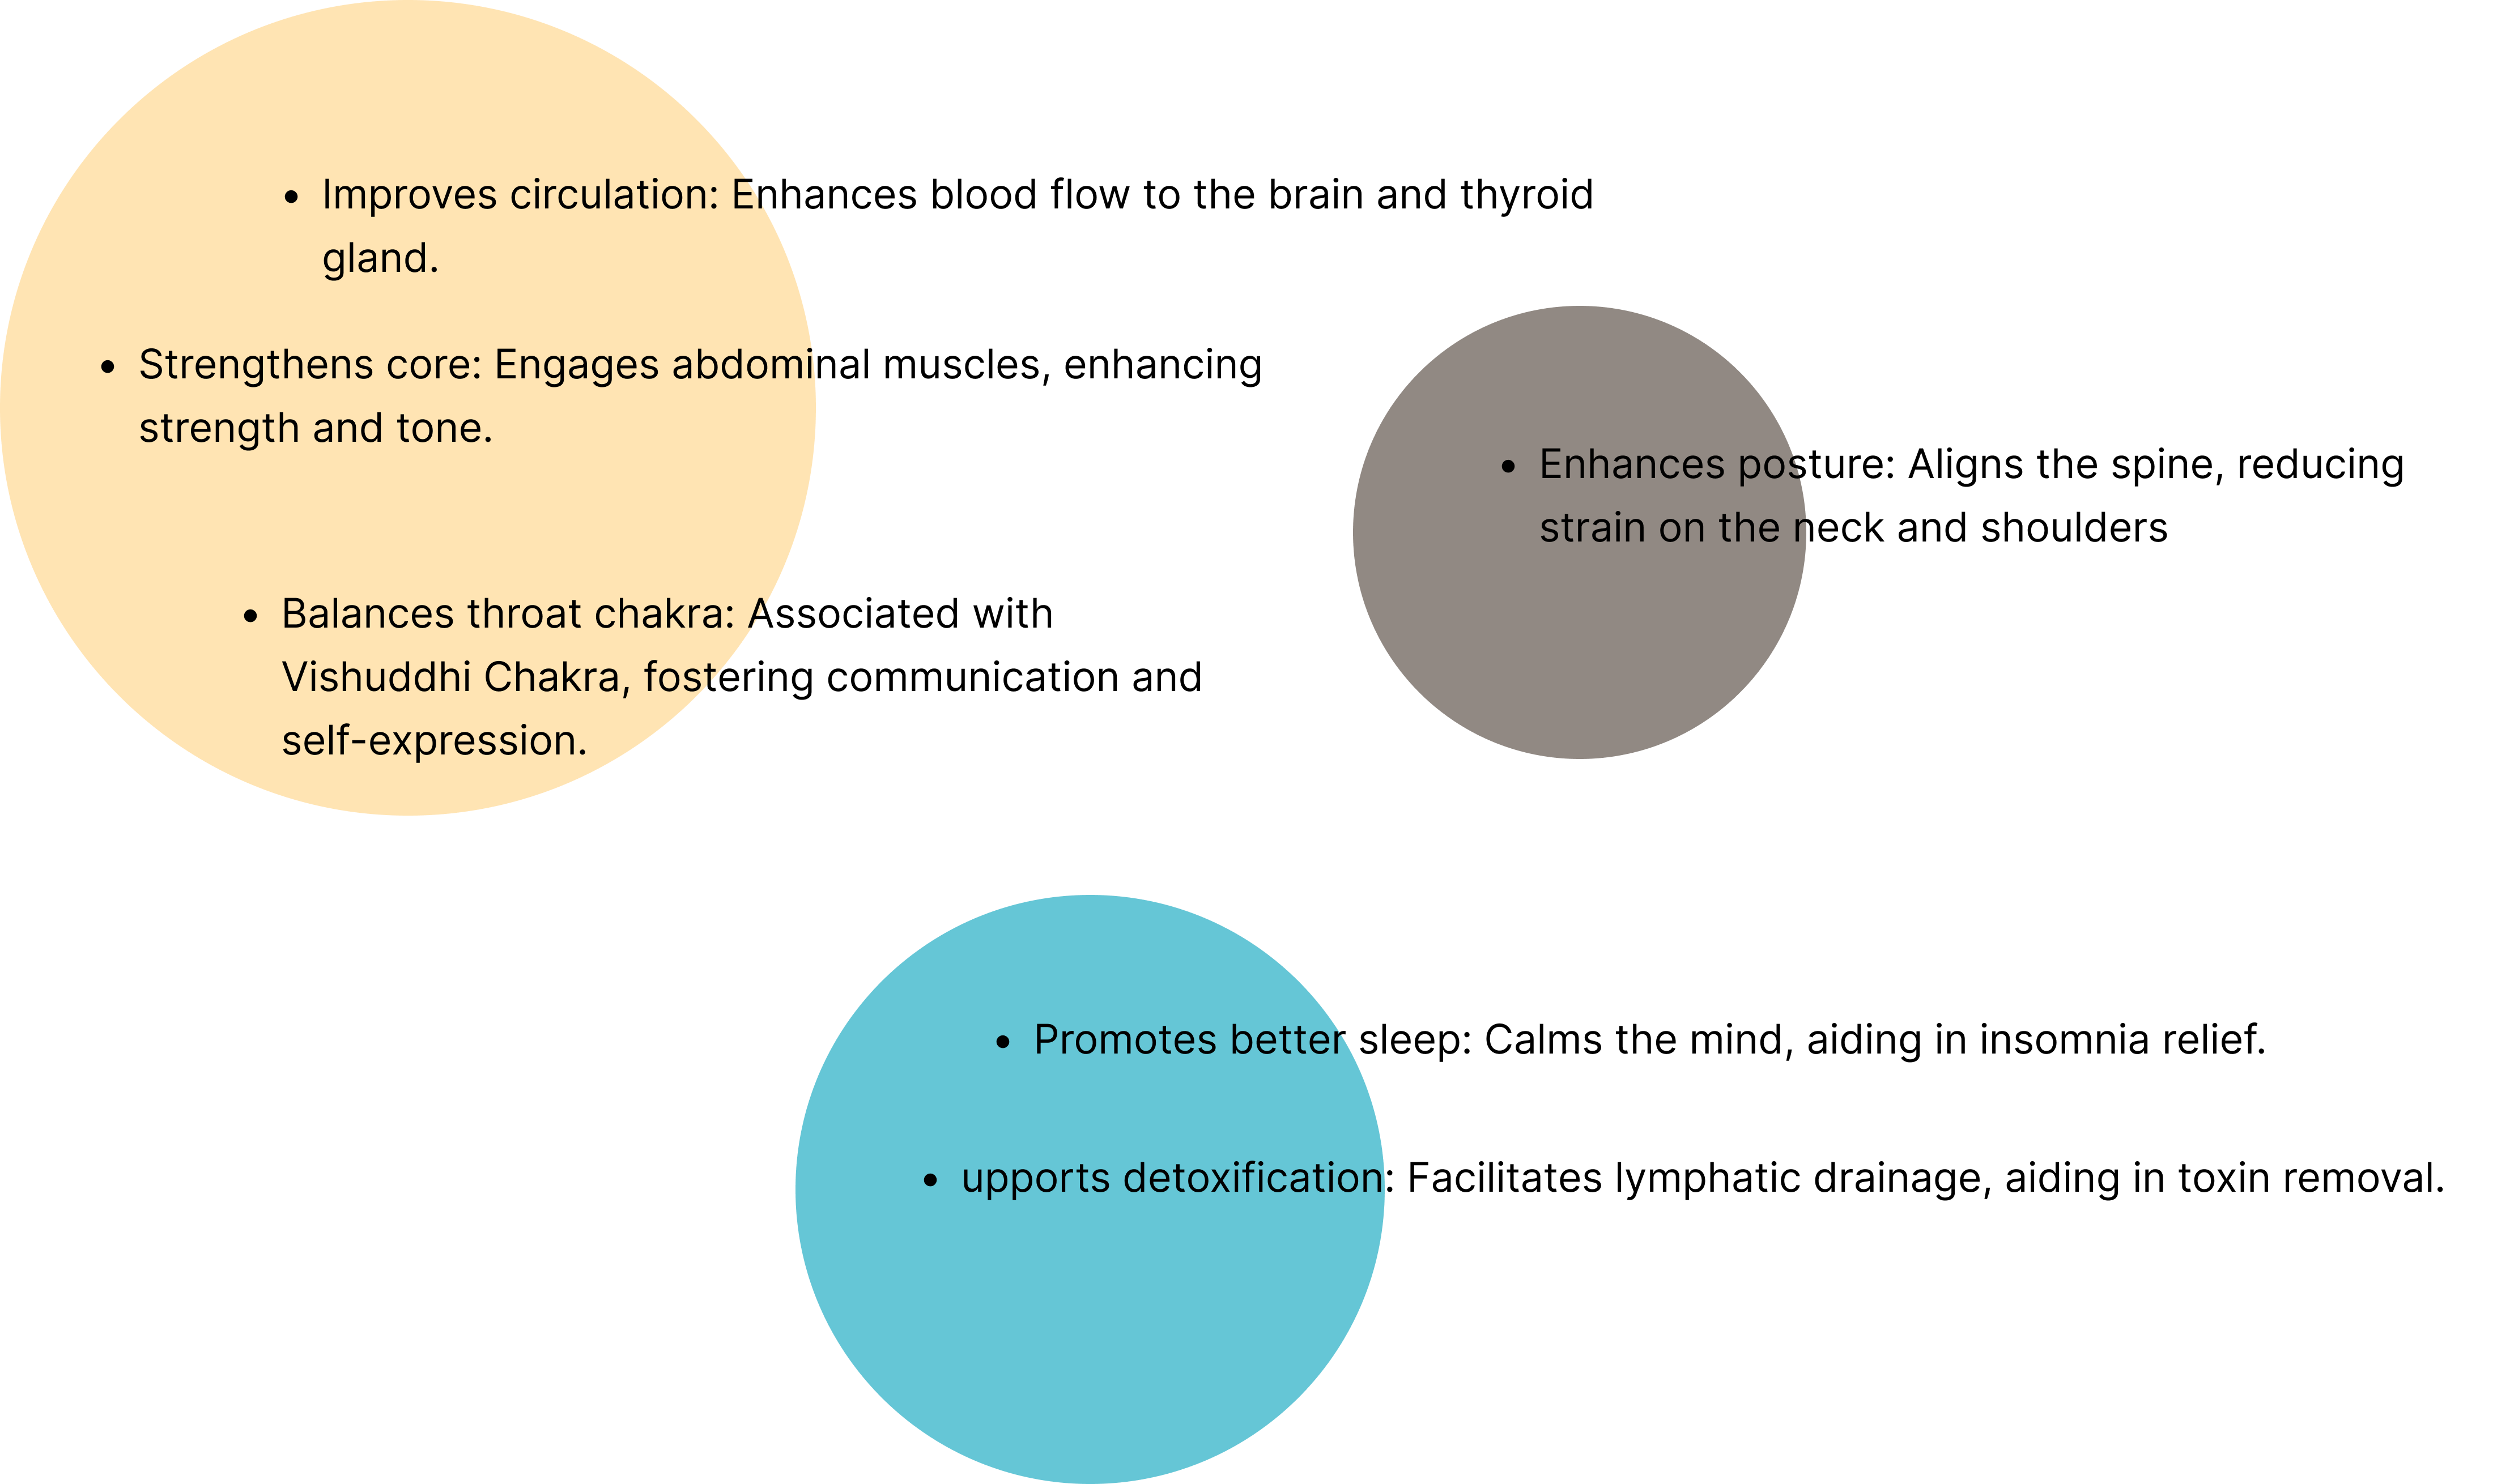 • Improves circulation: Enhances blood flow to the brain and thyroid
gland.
• Strengthens core: Engages abdominal muscles, enhancing
strength and tone.
• Enhances posture: Aligns the spine, reducing
strain on the neck and shoulders
• Balances throat chakra: Associated with
Vishuddhi Chakra, fostering communication and
self-expression.
• Promotes better sleep: Calms the mind, aiding in insomnia relief.
• upports detoxification: Facilitates lymphatic drainage, aiding in toxin removal.